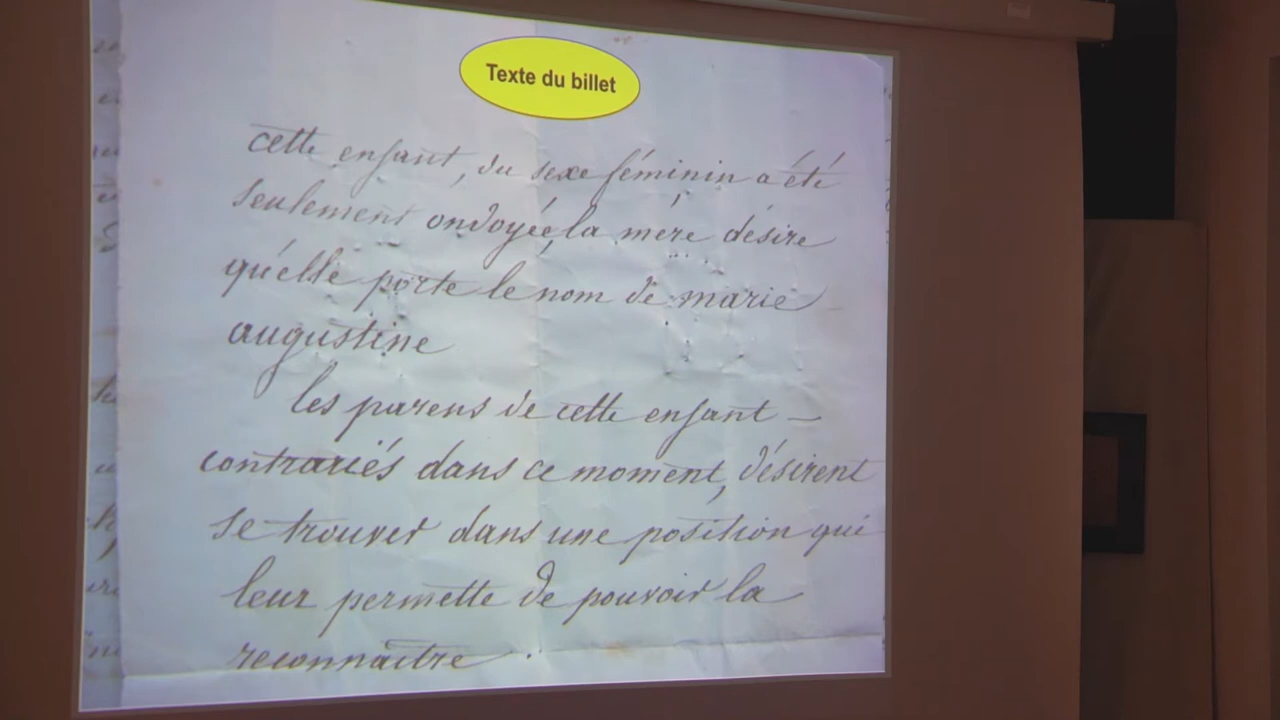 Texte du billet
cette enfant, du sexe féminin a été
seulement ondoyée, la mère désire
qu'elle porte le nom de marie
augustine
les parens de cette enfant —
contrariés dans ce moment, désirent
se trouver dans une position qui
leur permette de pouvoir la
reconnaitre.